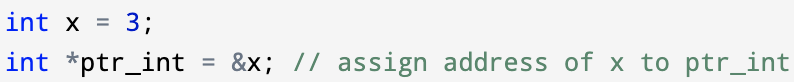 int x = 3;
int *ptr_int = &x; // assign address of x to ptr_int